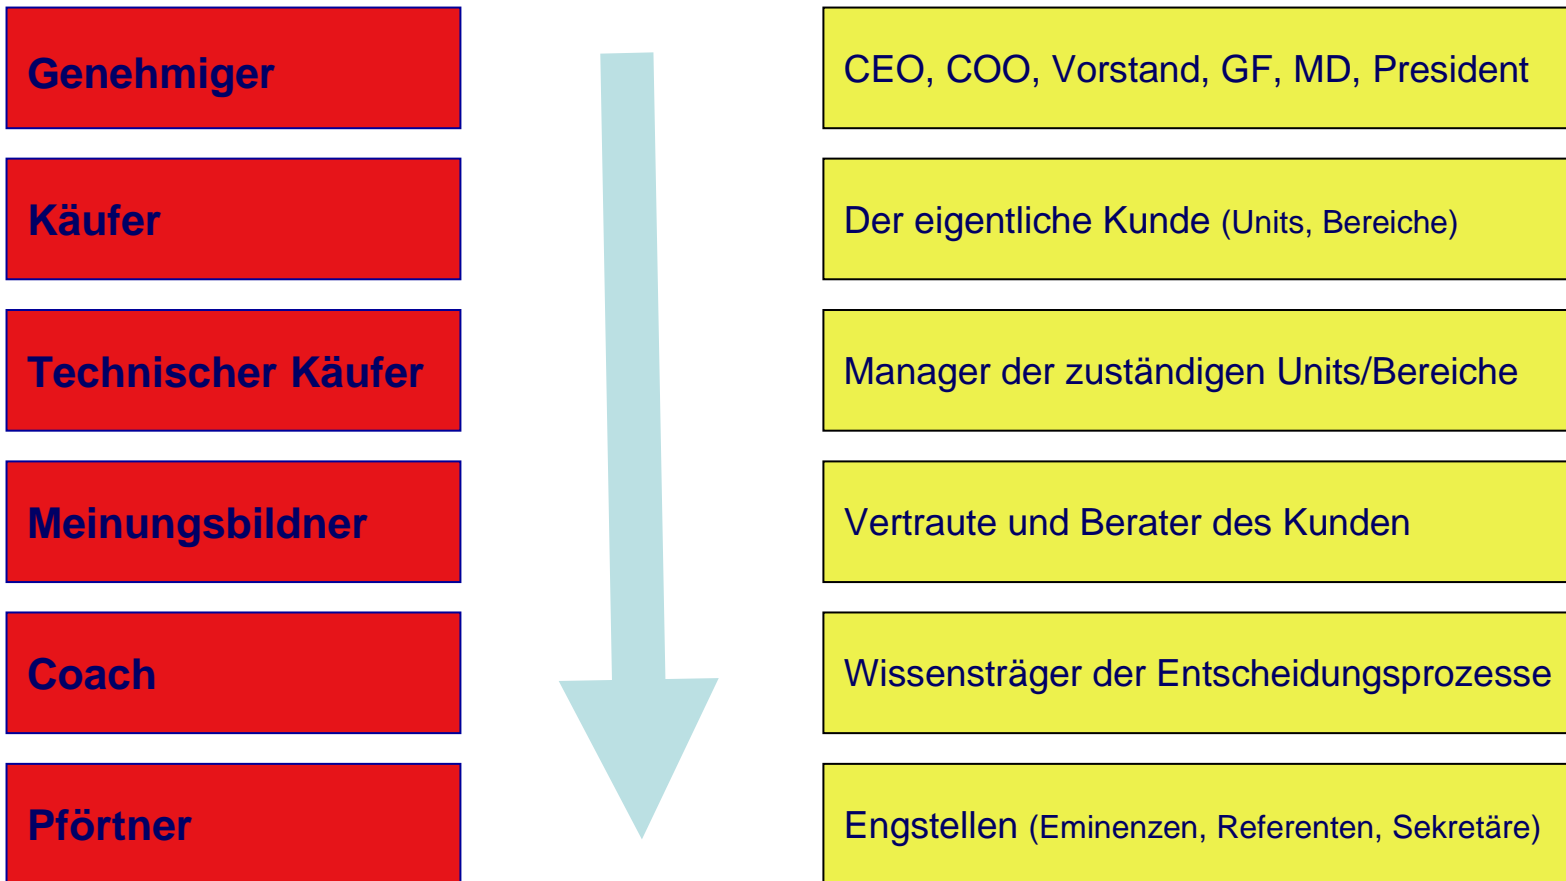 Genehmiger
CEO, COO, Vorstand, GF, MD, President
Käufer
Der eigentliche Kunde (Units, Bereiche)
Technischer Käufer
Manager der zuständigen Units/Bereiche
Meinungsbildner
Vertraute und Berater des Kunden
Coach
Wissensträger der Entscheidungsprozesse
Pförtner
Engstellen (Eminenzen, Referenten, Sekretäre)